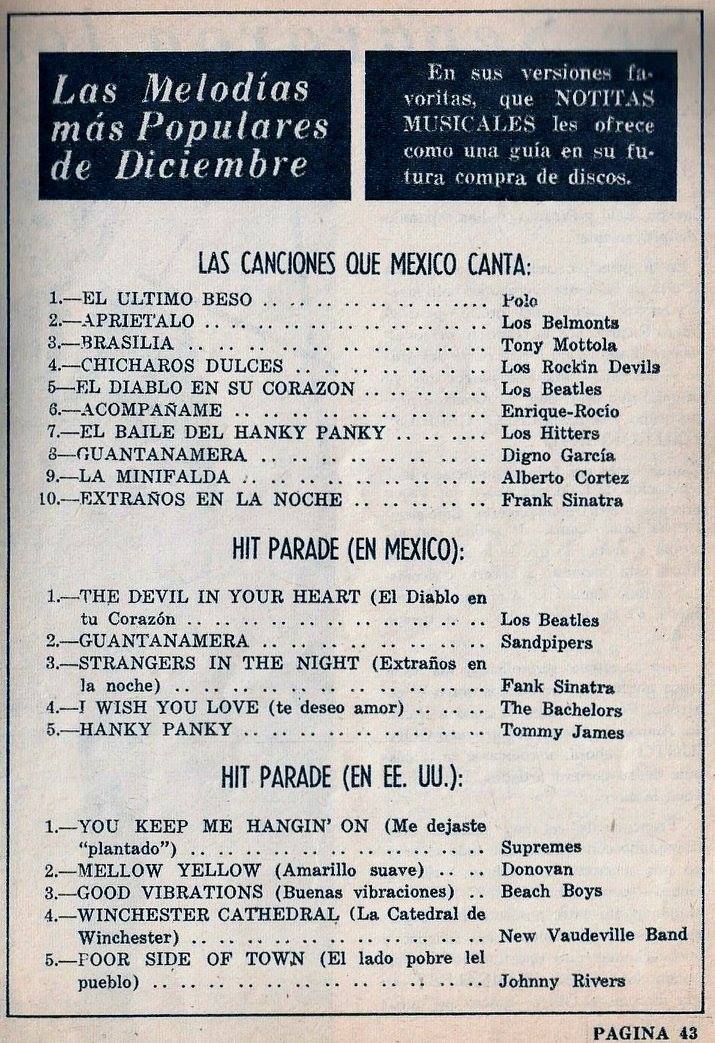 Las Melodías
más Populares
de Diciembre
En sus versiones fa-
voritas, que NOTITAS
MUSICALES les ofrece
como una guía en su fu-
tura compra de discos.
LAS CANCIONES QUE MEXICO CANTA:
1.—EL ULTIMO BESO .. .. .. .. .. .. .. .... Polo
2.—APRIETALO .. .. .. .. .. .. .. .. .. .. Los Belmonts
3.—BRASILIA .. .. .. .. .. .. .. .. .. .. .. Tony Mottola
4.—CHICHAROS DULCES .. .. .. .. .. .. .. Los Rockin Devils
5—EL DIABLO EN SU CORAZON .. .. .. .. .. Los Beatles
6.—ACOMPAÑAME .. .. .. .. .. .. .. .. .. Enrique-Rocío
7.—EL BAILE DEL HANKY PANKY .. .. .... Los Hitters
8—GUANTANAMERA .. .. .. .. .. .. .. .. .. Digno García
9.—LA MINIFALDA .. .. .. .. .. .. .. .. .. Alberto Cortez
10.—EXTRAÑOS EN LA NOCHE .. .. .. .. .. Frank Sinatra
HIT PARADE (EN MEXICO):
1.—THE DEVIL IN YOUR HEART (El Diablo en
tu Corazón .. .. .. .. .. .. .. .. .. .. .. Los Beatles
2.—GUANTANAMERA .. .. .. .. .. .. .. .. Sandpipers
3.—STRANGERS IN THE NIGHT (Extraños en
la noche) .. .. .. .. .. .. .. .. .. .. .. Fank Sinatra
4.—I WISH YOU LOVE (te deseo amor) .. .. .. The Bachelors
5.—HANKY PANKY .. .. .. .. .. .. .. .. .. Tommy James
HIT PARADE (EN EE. UU.):
1.—YOU KEEP ME HANGIN' ON (Me dejaste
"plantado") .. .. .. .. .. .. .. .. .. .. Supremes
2.—MELLOW YELLOW (Amarillo suave) .. .. Donovan
3.—GOOD VIBRATIONS (Buenas vibraciones) .. .. Beach Boys
4.—WINCHESTER CATHEDRAL (La Catedral de
Winchester) .. .. .. .. .. .. .. .. .. .. New Vaudeville Band
5.—POOR SIDE OF TOWN (El lado pobre lel
pueblo) .. .. .. .. .. .. .. .. .. .. .. .. Johnny Rivers
PAGINA 43